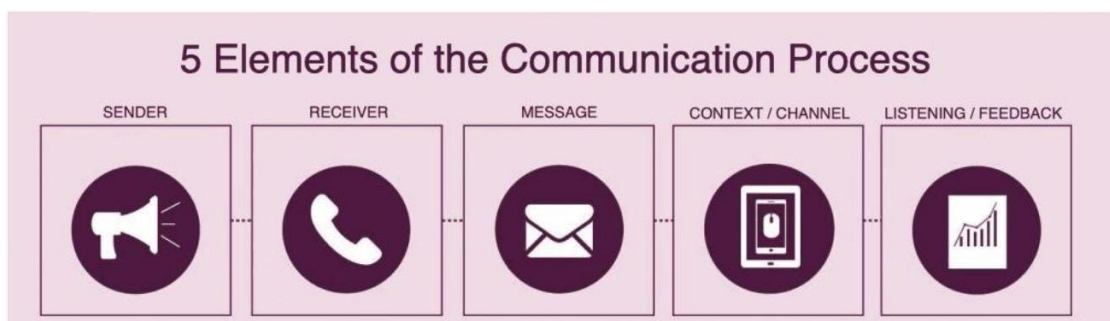 5 Elements of the Communication Process
SENDER
RECEIVER
MESSAGE
CONTEXT / CHANNEL
LISTENING / FEEDBACK